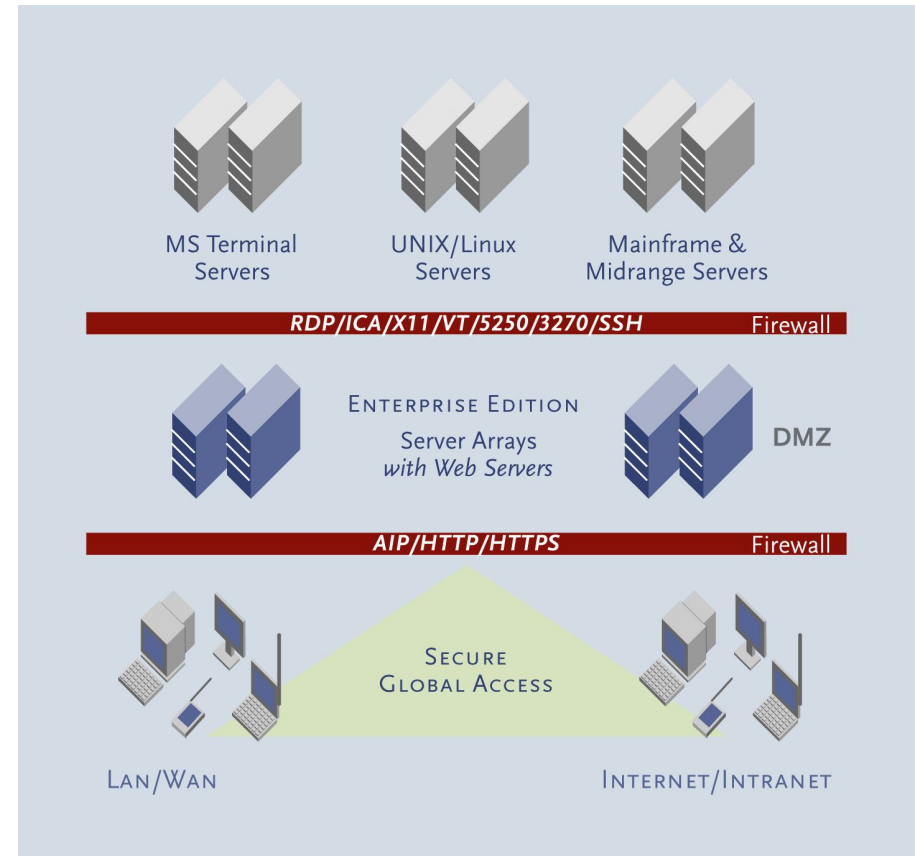 MS Terminal
Servers
UNIX/Linux
Servers
Mainframe &
Midrange Servers
RDP/ICA/X11/VT/5250/3270/SSH
Firewall
ENTERPRISE EDITION
Server Arrays
with Web Servers
DMZ
AIP/HTTP/HTTPS
Firewall
SECURE
GLOBAL ACCESS
LAN/WAN
INTERNET/INTRANET